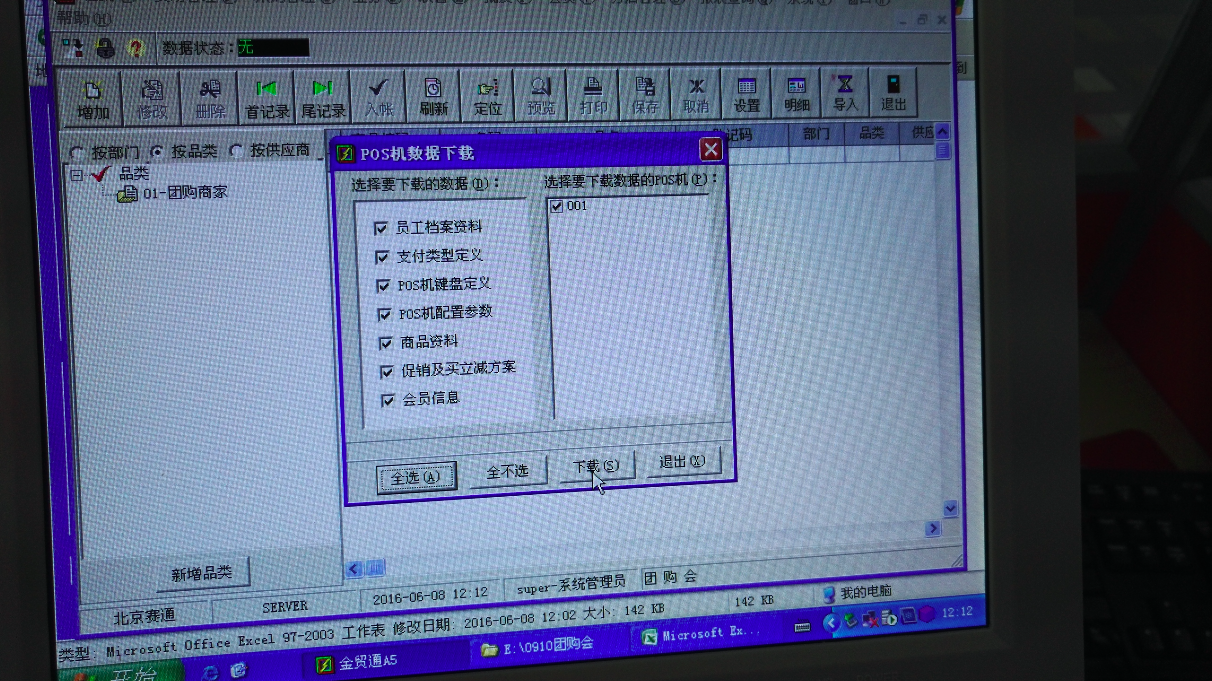 帮助(H)
数据状态：无
增加 修改 删除 首记录 尾记录 入帐 刷新 定位 预览 打印 保存 取消 设置 明细 导入 退出
记码 部门 品类 供应
按部门 按品类 按供应商
品类
01-团购商家
POS机数据下载
选择要下载的数据(D)：
选择要下载数据的POS机(P)：
员工档案资料
支付类型定义
POS机键盘定义
POS机配置参数
商品资料
促销及买立减方案
会员信息
001
全选(A) 全不选 下载(S) 退出(X)
新增品类
北京赛通 SERVER 2016-06-08 12:12 super-系统管理员 团 购 会
类型: Microsoft Office Excel 97-2003 工作表 修改日期: 2016-06-08 12:02 大小: 142 KB 142 KB 我的电脑
开始 金贸通A5 E:\0910团购会 Microsoft Ex... 12:12